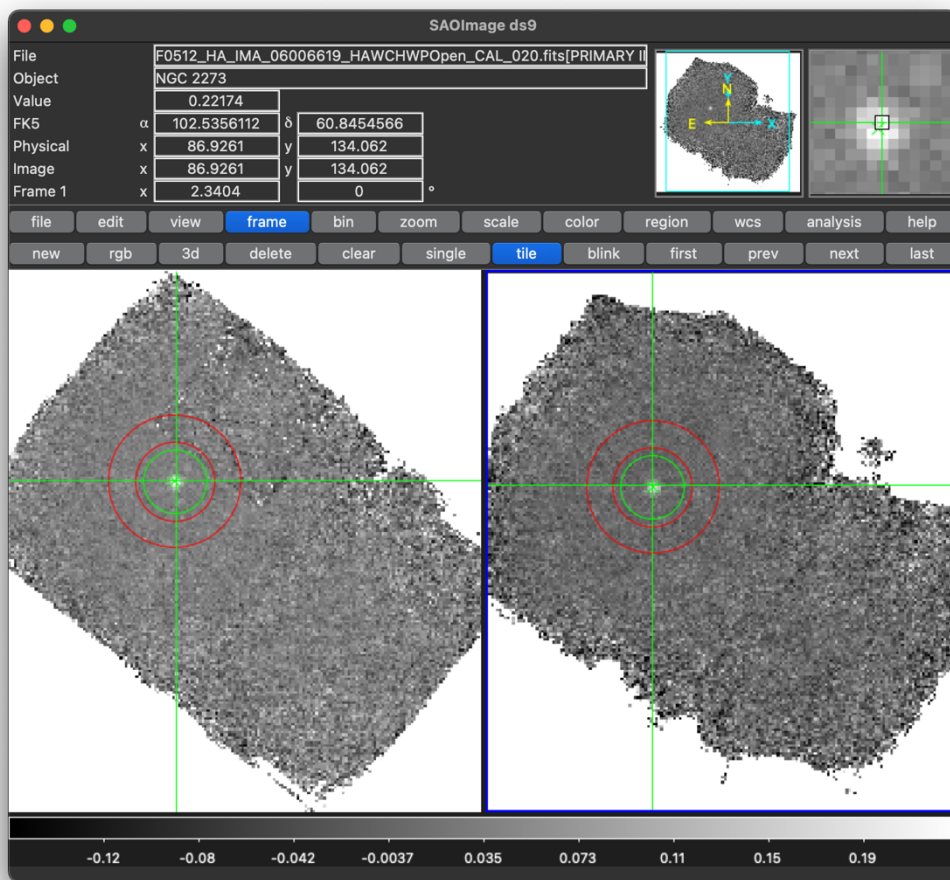 SAOImage ds9
File F0512_HA_IMA_06006619_HAWCHWPOpen_CAL_020.fits[PRIMARY I
Object NGC 2273
Value 0.22174
FK5 α 102.5356112 δ 60.8454566
Physical x 86.9261 y 134.062
Image x 86.9261 y 134.062
Frame 1 x 2.3404 0 °
Y
N
E X
file edit view frame bin zoom scale color region wcs analysis help
new rgb 3d delete clear single tile blink first prev next last
-0.12 -0.08 -0.042 -0.0037 0.035 0.073 0.11 0.15 0.19